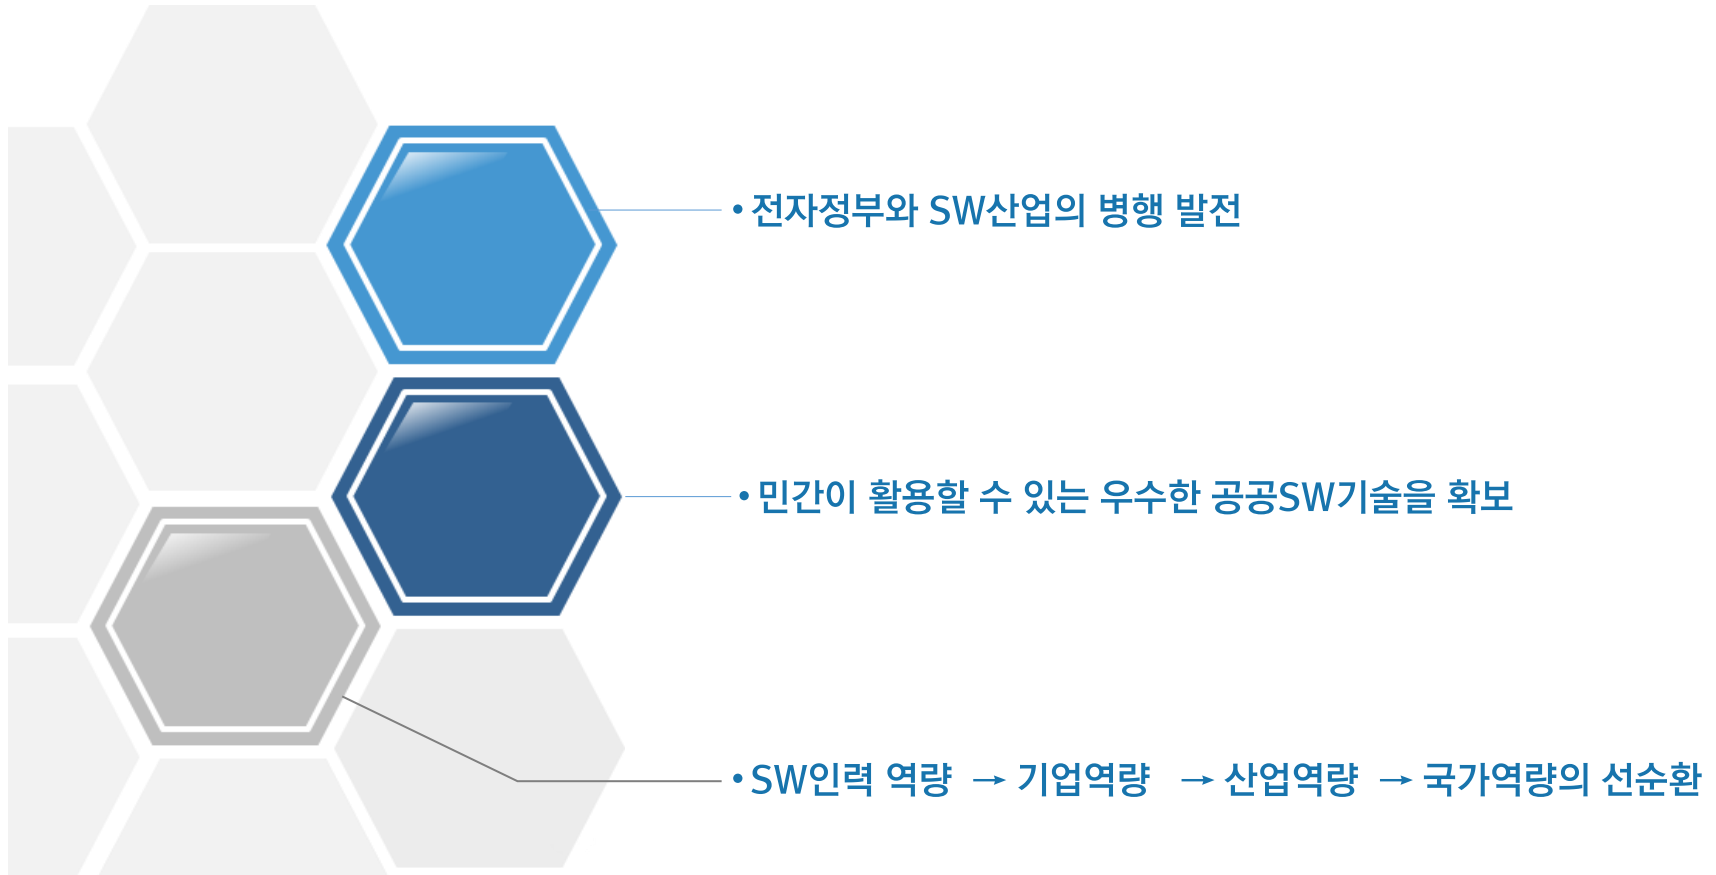 • 전자정부와 SW산업의 병행 발전
• 민간이 활용할 수 있는 우수한 공공SW기술을 확보
• SW인력 역량 → 기업역량 → 산업역량 → 국가역량의 선순환